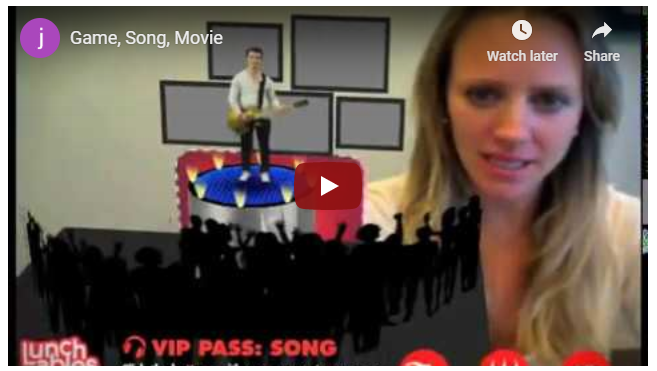 j
Game, Song, Movie
Watch later
Share
VIP PASS: SONG
Lunch